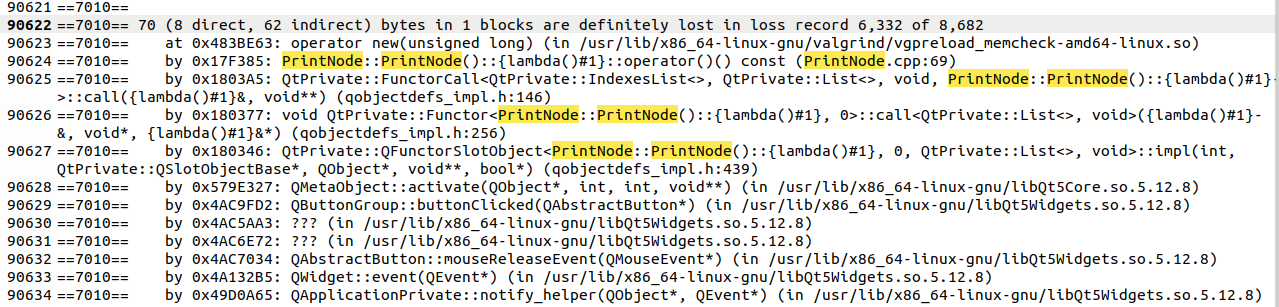 90621 ==7010==
90622 ==7010== 70 (8 direct, 62 indirect) bytes in 1 blocks are definitely lost in loss record 6,332 of 8,682
90623 ==7010==    at 0x483BE63: operator new(unsigned long) (in /usr/lib/x86_64-linux-gnu/valgrind/vgpreload_memcheck-amd64-linux.so)
90624 ==7010==    by 0x17F385: PrintNode::PrintNode()::{lambda()#1}::operator()() const (PrintNode.cpp:69)
90625 ==7010==    by 0x1803A5: QtPrivate::FunctorCall<QtPrivate::IndexesList<>, QtPrivate::List<>, void, PrintNode::PrintNode()::{lambda()#1}-
>::call({lambda()#1}&, void**) (qobjectdefs_impl.h:146)
90626 ==7010==    by 0x180377: void QtPrivate::Functor<PrintNode::PrintNode()::{lambda()#1}, 0>::call<QtPrivate::List<>, void>({lambda()#1}-
&, void*, {lambda()#1}&*) (qobjectdefs_impl.h:256)
90627 ==7010==    by 0x180346: QtPrivate::QFunctorSlotObject<PrintNode::PrintNode()::{lambda()#1}, 0, QtPrivate::List<>, void>::impl(int,
QtPrivate::QSlotObjectBase*, QObject*, void**, bool*) (qobjectdefs_impl.h:439)
90628 ==7010==    by 0x579E327: QMetaObject::activate(QObject*, int, int, void**) (in /usr/lib/x86_64-linux-gnu/libQt5Core.so.5.12.8)
90629 ==7010==    by 0x4AC9FD2: QButtonGroup::buttonClicked(QAbstractButton*) (in /usr/lib/x86_64-linux-gnu/libQt5Widgets.so.5.12.8)
90630 ==7010==    by 0x4AC5AA3: ??? (in /usr/lib/x86_64-linux-gnu/libQt5Widgets.so.5.12.8)
90631 ==7010==    by 0x4AC6E72: ??? (in /usr/lib/x86_64-linux-gnu/libQt5Widgets.so.5.12.8)
90632 ==7010==    by 0x4AC7034: QAbstractButton::mouseReleaseEvent(QMouseEvent*) (in /usr/lib/x86_64-linux-gnu/libQt5Widgets.so.5.12.8)
90633 ==7010==    by 0x4A132B5: QWidget::event(QEvent*) (in /usr/lib/x86_64-linux-gnu/libQt5Widgets.so.5.12.8)
90634 ==7010==    by 0x49D0A65: QApplicationPrivate::notify_helper(QObject*, QEvent*) (in /usr/lib/x86_64-linux-gnu/libQt5Widgets.so.5.12.8)